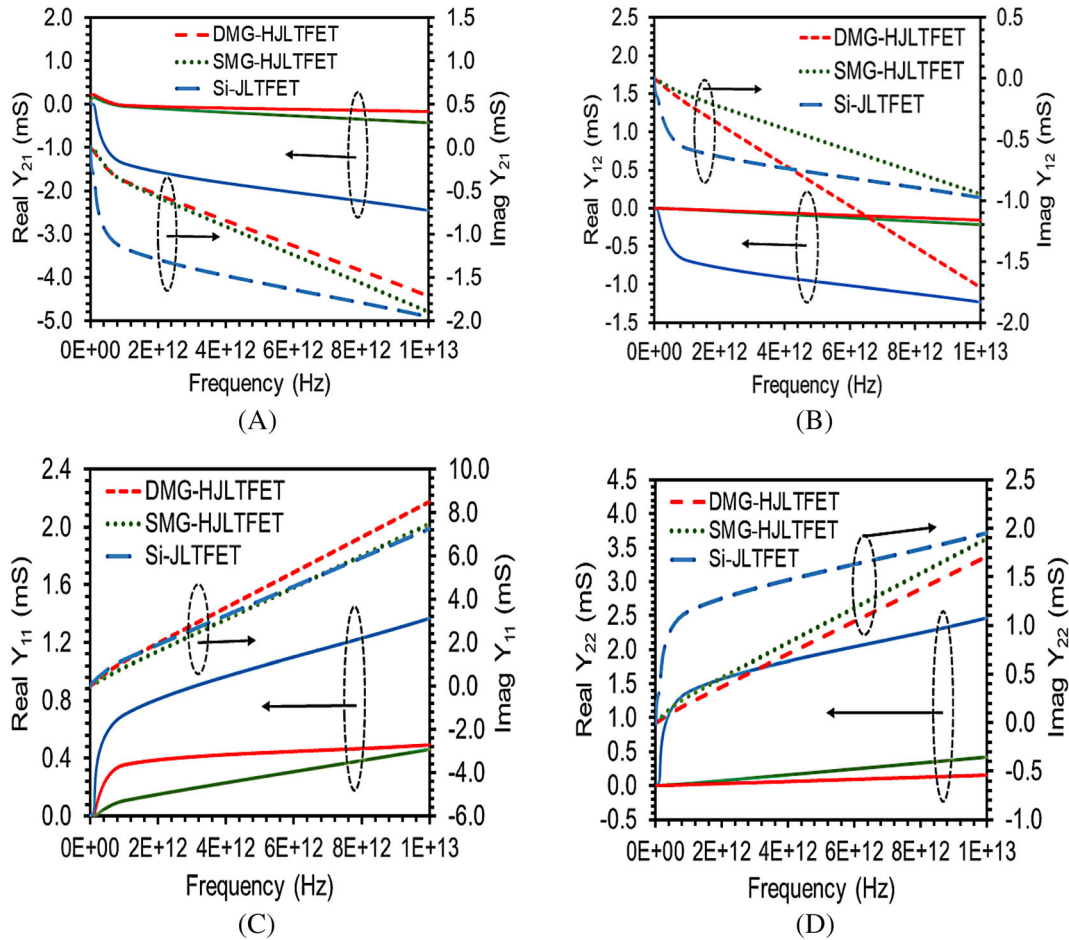 2.0
1.0
0.0
-1.0
-2.0
-3.0
-4.0
-5.0
Real Y21 (mS)
DMG-HJLTFET
SMG-HJLTFET
Si-JLTFET
1.5
1.0
0.5
0.0
-0.5
-1.0
-1.5
-2.0
Imag Y21 (mS)
0E+00 2E+12 4E+12 6E+12 8E+12 1E+13
Frequency (Hz)
(A)
2.5
2.0
1.5
1.0
0.5
0.0
-0.5
-1.0
-1.5
Real Y12 (mS)
DMG-HJLTFET
SMG-HJLTFET
Si-JLTFET
0.5
0.0
-0.5
-1.0
-1.5
-2.0
Imag Y12 (mS)
0E+00 2E+12 4E+12 6E+12 8E+12 1E+13
Frequency (Hz)
(B)
2.4
2.0
1.6
1.2
0.8
0.4
0.0
Real Y11 (mS)
DMG-HJLTFET
SMG-HJLTFET
Si-JLTFET
10.0
8.0
6.0
4.0
2.0
0.0
-2.0
-4.0
-6.0
Imag Y11 (mS)
0E+00 2E+12 4E+12 6E+12 8E+12 1E+13
Frequency (Hz)
(C)
4.5
4.0
3.5
3.0
2.5
2.0
1.5
1.0
0.5
0.0
-0.5
Real Y22 (mS)
DMG-HJLTFET
SMG-HJLTFET
Si-JLTFET
2.5
2.0
1.5
1.0
0.5
0.0
-0.5
-1.0
Imag Y22 (mS)
0E+00 2E+12 4E+12 6E+12 8E+12 1E+13
Frequency (Hz)
(D)